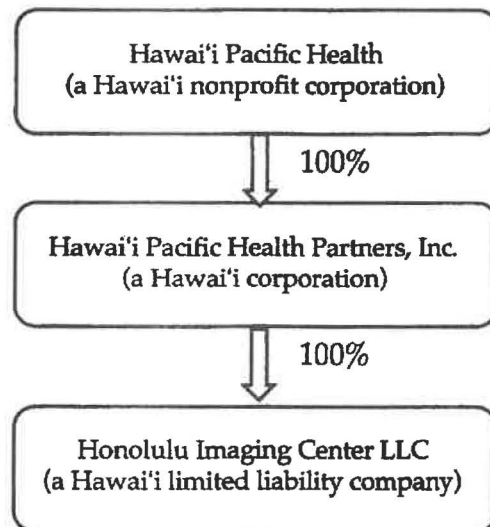 Hawai‘i Pacific Health
(a Hawai‘i nonprofit corporation)
100%
Hawai‘i Pacific Health Partners, Inc.
(a Hawai‘i corporation)
100%
Honolulu Imaging Center LLC
(a Hawai‘i limited liability company)